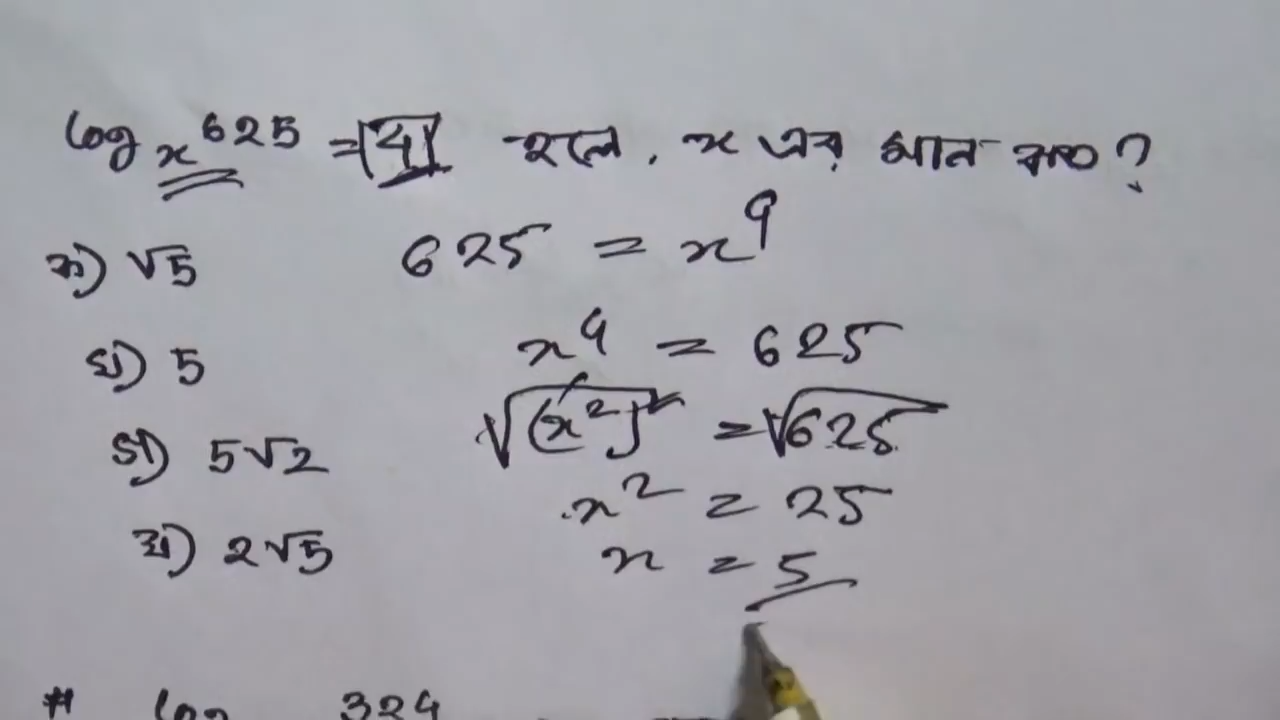 log ₓ 625 = 4 হলে, x এর মান কত?
ক) √5
625 = x⁴
x⁴ = 625
খ) 5
√(x²)² = √625
গ) 5√2
x² = 25
ঘ) 2√5
x = 5
# log 324